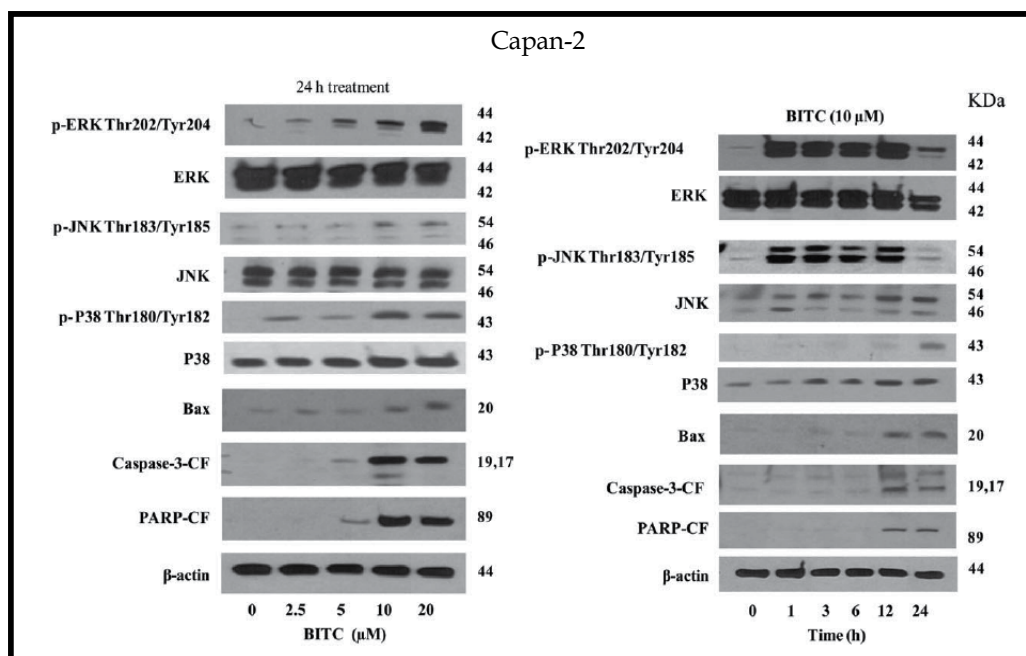 Capan-2
24 h treatment
p-ERK Thr202/Tyr204
44
42
ERK
44
42
p-JNK Thr183/Tyr185
54
46
JNK
54
46
p-P38 Thr180/Tyr182
43
P38
43
Bax
20
Caspase-3-CF
19,17
PARP-CF
89
β-actin
44
0 2.5 5 10 20
BITC (μM)
KDa
BITC (10 μM)
p-ERK Thr202/Tyr204
44
42
ERK
44
42
p-JNK Thr183/Tyr185
54
46
JNK
54
46
p-P38 Thr180/Tyr182
43
P38
43
Bax
20
Caspase-3-CF
19,17
PARP-CF
89
β-actin
44
0 1 3 6 12 24
Time (h)